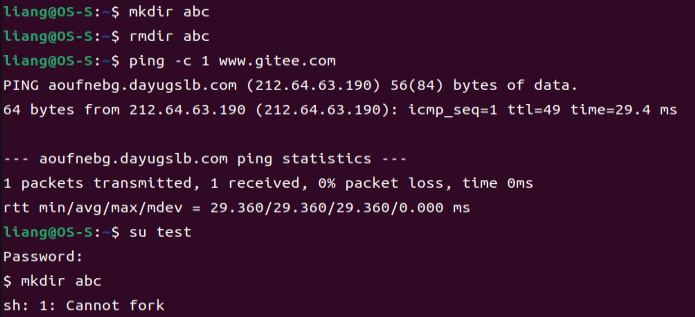 liang@OS-S:~$ mkdir abc
liang@OS-S:~$ rmdir abc
liang@OS-S:~$ ping -c 1 www.gitee.com
PING aoufnebg.dayugslb.com (212.64.63.190) 56(84) bytes of data.
64 bytes from 212.64.63.190 (212.64.63.190): icmp_seq=1 ttl=49 time=29.4 ms

--- aoufnebg.dayugslb.com ping statistics ---
1 packets transmitted, 1 received, 0% packet loss, time 0ms
rtt min/avg/max/mdev = 29.360/29.360/29.360/0.000 ms
liang@OS-S:~$ su test
Password:
$ mkdir abc
sh: 1: Cannot fork